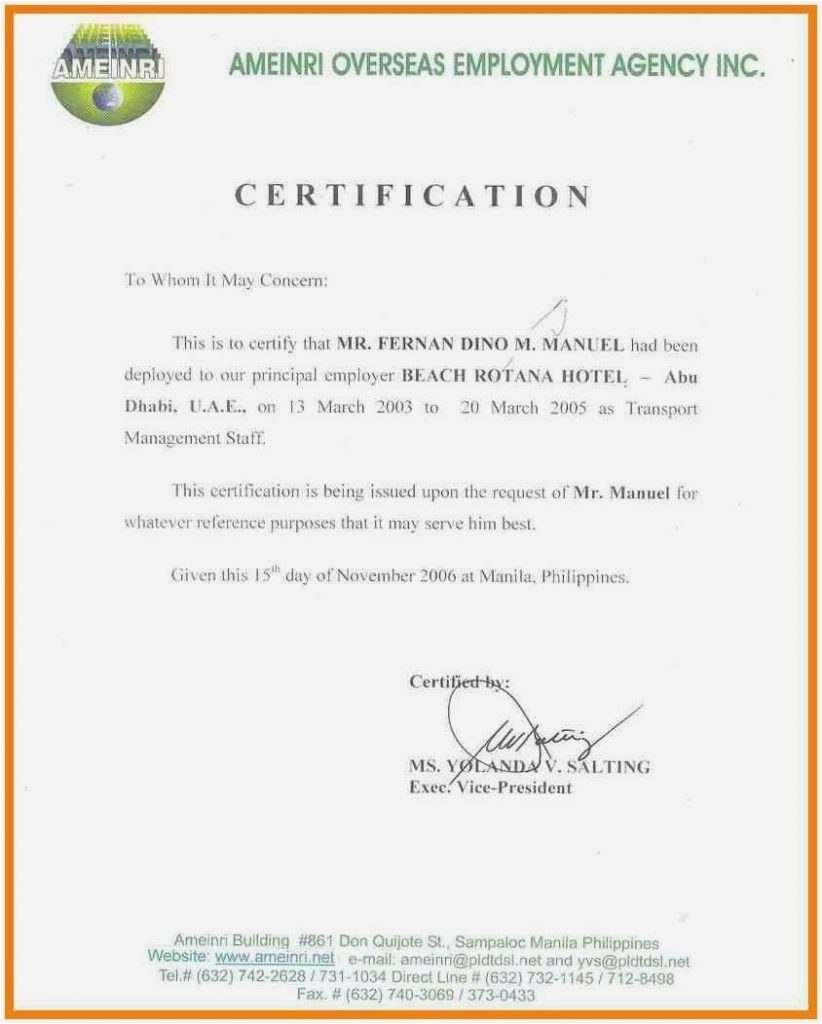 AMEINRI
AMEINRI OVERSEAS EMPLOYMENT AGENCY INC.
CERTIFICATION
To Whom It May Concern:
This is to certify that MR. FERNAN DINO M. MANUEL had been
deployed to our principal employer BEACH ROTANA HOTEL, – Abu
Dhabi, U.A.E., on 13 March 2003 to 20 March 2005 as Transport
Management Staff.
This certification is being issued upon the request of Mr. Manuel for
whatever reference purposes that it may serve him best.
Given this 15th day of November 2006 at Manila, Philippines.
Certified by:
MS. YOLANDA V. SALTING
Exec. Vice-President
Ameinri Building #861 Don Quijote St., Sampaloc Manila Philippines
Website: www.ameinri.net e-mail: ameinri@pldtdsl.net and yvs@pldtdsl.net
Tel.# (632) 742-2628 / 731-1034 Direct Line # (632) 732-1145 / 712-8498
Fax. # (632) 740-3069 / 373-0433